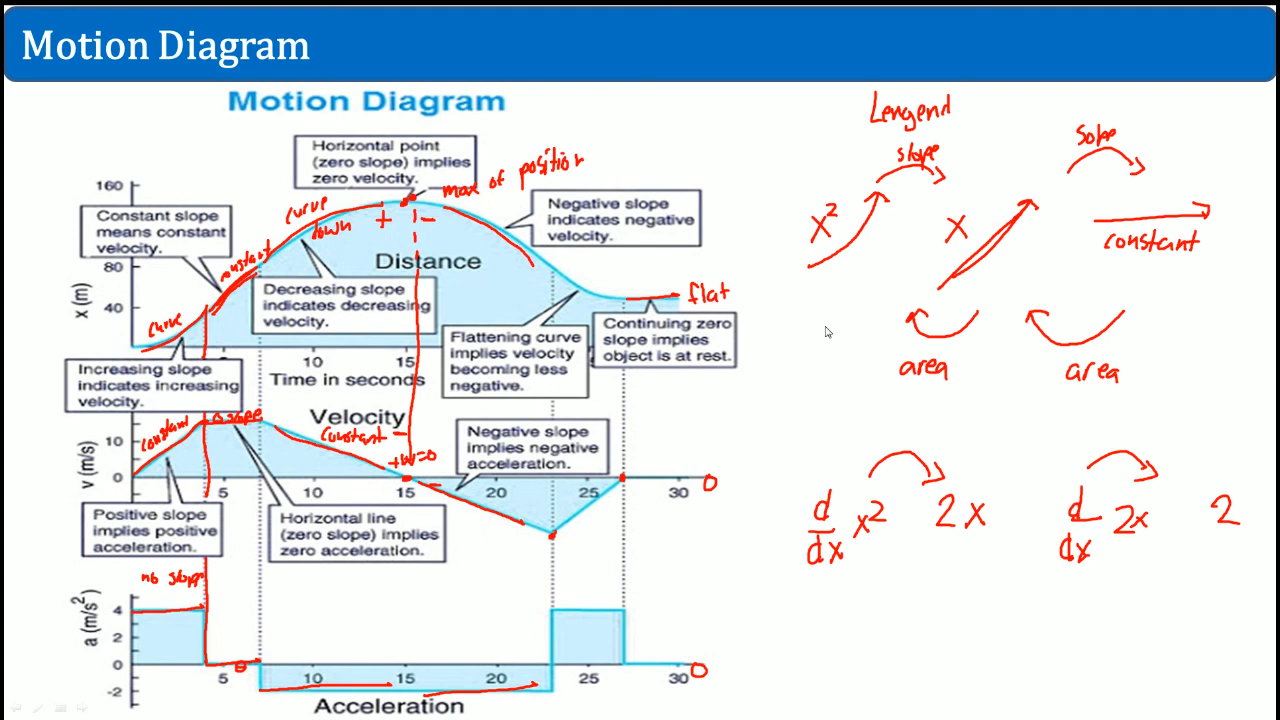 Motion Diagram
Motion Diagram
Horizontal point
(zero slope) implies
zero velocity.
max of position
160
Constant slope
means constant
velocity.
curve
down
+
−
Negative slope
indicates negative
velocity.
constant
80
Distance
x (m)
40
Decreasing slope
indicates decreasing
velocity.
flat
curve
Flattening curve
implies velocity
becoming less
negative.
Continuing zero
slope implies
object is at rest.
10
15
Time in seconds
Increasing slope
indicates increasing
velocity.
Velocity
constant
0 slope
constant −
v (m/s)
10
+v=0
Negative slope
implies negative
acceleration.
0
5
10
15
20
25
30
0
Positive slope
implies positive
acceleration.
Horizontal line
(zero slope) implies
zero acceleration.
no slope
a (m/s²)
4
2
0
-2
0
5
10
15
20
25
30
0
Acceleration
Lengend
slope
Slope
x²
x
constant
area
area
d/dx x² 2x
d/dx 2x 2